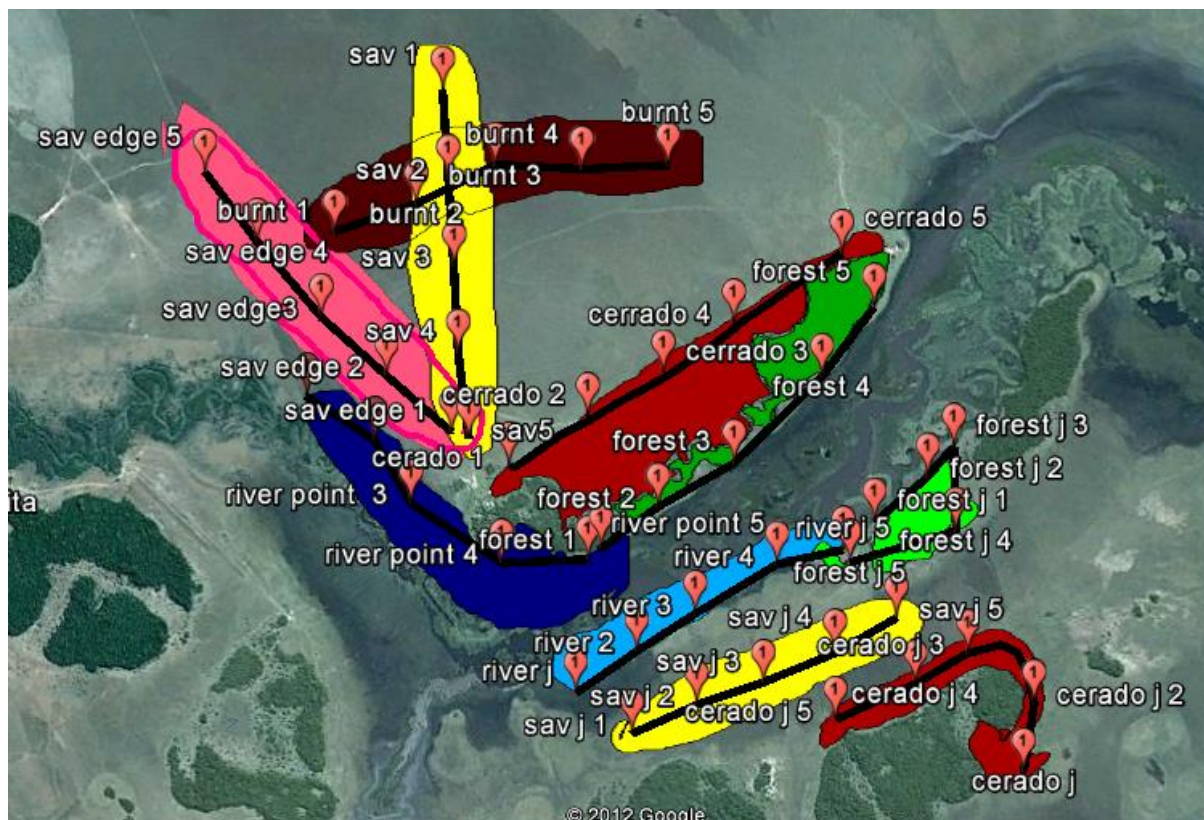 sav 1
burnt 5
burnt 4
sav edge 5
sav 2
burnt 3
burnt 1
burnt 2
cerrado 5
sav edge 4
sav 3
forest 5
sav edge3
cerrado 4
sav 4
cerrado 3
sav edge 2
forest 4
cerrado 2
sav edge 1
sav5
forest j 3
forest 3
cerado 1
forest j 2
river point 3
forest 2
forest j 1
ita
river point 5
river j 5
forest 1
forest j 4
river point 4
river 4
forest j 5
river 3
sav j 4
sav j 5
river 2
cerado j 3
sav j 3
river j
sav j 2
cerado j 4
cerado j 2
sav j 1
cerado j 5
cerado j
© 2012 Google